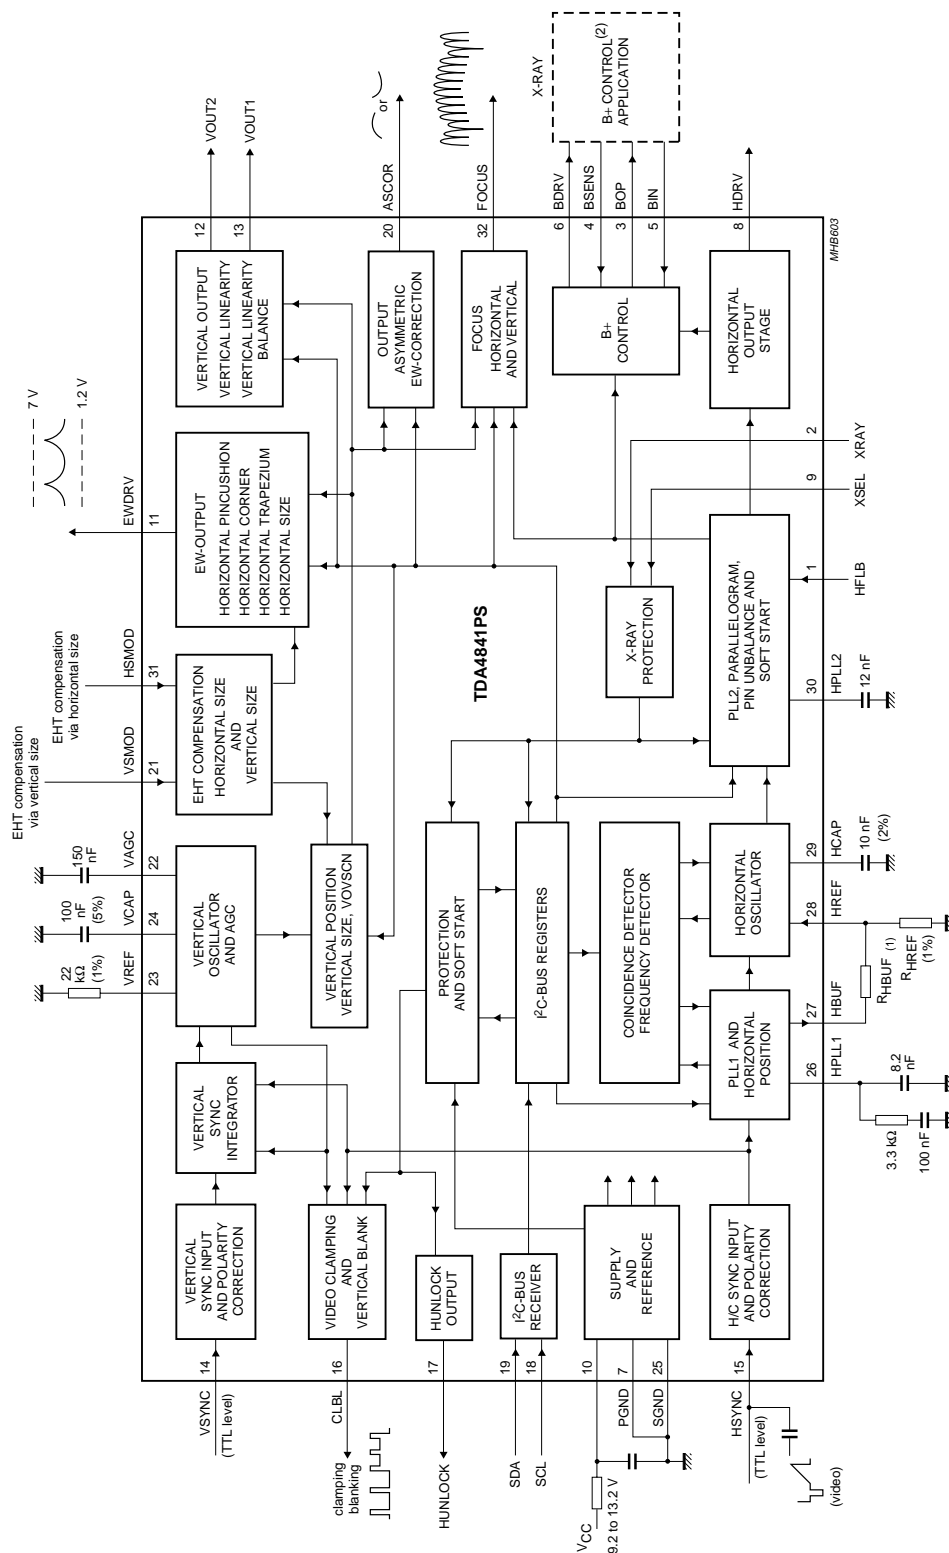 EHT compensation
via vertical size
EHT compensation
via horizontal size
7 V
1.2 V
22
kΩ
(1%)
100
nF
(5%)
150
nF
VREF
VCAP
VAGC
VSMOD
HSMOD
EWDRV
23
24
22
21
31
11
VSYNC
(TTL level)
14
VERTICAL
SYNC INPUT
AND POLARITY
CORRECTION
VERTICAL
SYNC
INTEGRATOR
VERTICAL
OSCILLATOR
AND AGC
EHT COMPENSATION
HORIZONTAL SIZE
AND
VERTICAL SIZE
EW-OUTPUT
HORIZONTAL PINCUSHION
HORIZONTAL CORNER
HORIZONTAL TRAPEZIUM
HORIZONTAL SIZE
VERTICAL OUTPUT
VERTICAL LINEARITY
VERTICAL LINEARITY
BALANCE
12
VOUT2
13
VOUT1
clamping
blanking
CLBL
16
VIDEO CLAMPING
AND
VERTICAL BLANK
VERTICAL POSITION
VERTICAL SIZE, VOVSCN
OUTPUT
ASYMMETRIC
EW-CORRECTION
20
ASCOR
or
HUNLOCK
17
HUNLOCK
OUTPUT
PROTECTION
AND SOFT START
TDA4841PS
FOCUS
HORIZONTAL
AND VERTICAL
32
FOCUS
SDA
SCL
19
18
I2C-BUS
RECEIVER
I2C-BUS REGISTERS
X-RAY
PROTECTION
B+
CONTROL
6
BDRV
4
BSENS
3
BOP
5
BIN
X-RAY
B+ CONTROL(2)
APPLICATION
VCC
9.2 to 13.2 V
10
PGND
7
SGND
25
SUPPLY
AND
REFERENCE
COINCIDENCE DETECTOR
FREQUENCY DETECTOR
HSYNC
(TTL level)
(video)
15
H/C SYNC INPUT
AND POLARITY
CORRECTION
PLL1 AND
HORIZONTAL
POSITION
HORIZONTAL
OSCILLATOR
PLL2, PARALLELOGRAM,
PIN UNBALANCE AND
SOFT START
HORIZONTAL
OUTPUT
STAGE
8
HDRV
26
27
28
29
30
1
9
2
HPLL1
HBUF
HREF
HCAP
HPLL2
HFLB
XSEL
XRAY
MHB603
3.3 kΩ
100 nF
8.2
nF
RHBUF (1)
RHREF
(1%)
10 nF
(2%)
12 nF